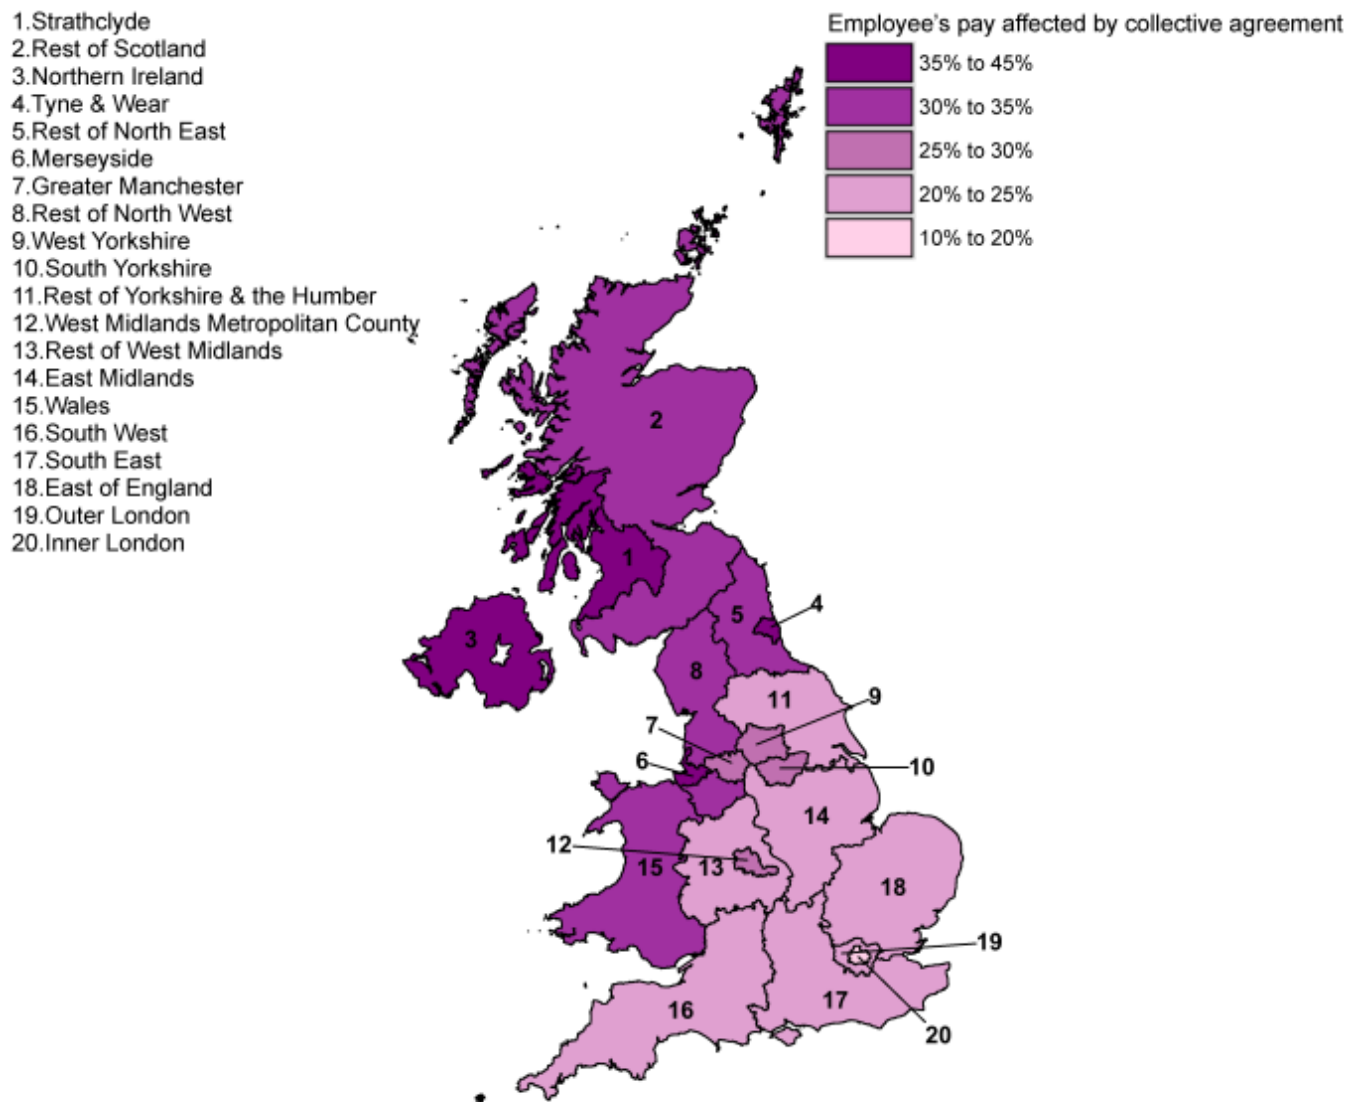 1.Strathclyde
2.Rest of Scotland
3.Northern Ireland
4.Tyne & Wear
5.Rest of North East
6.Merseyside
7.Greater Manchester
8.Rest of North West
9.West Yorkshire
10.South Yorkshire
11.Rest of Yorkshire & the Humber
12.West Midlands Metropolitan County
13.Rest of West Midlands
14.East Midlands
15.Wales
16.South West
17.South East
18.East of England
19.Outer London
20.Inner London
Employee's pay affected by collective agreement
35% to 45%
30% to 35%
25% to 30%
20% to 25%
10% to 20%
2
1
3
5
4
8
11
9
7
6
10
14
12
15
13
18
19
16
17
20